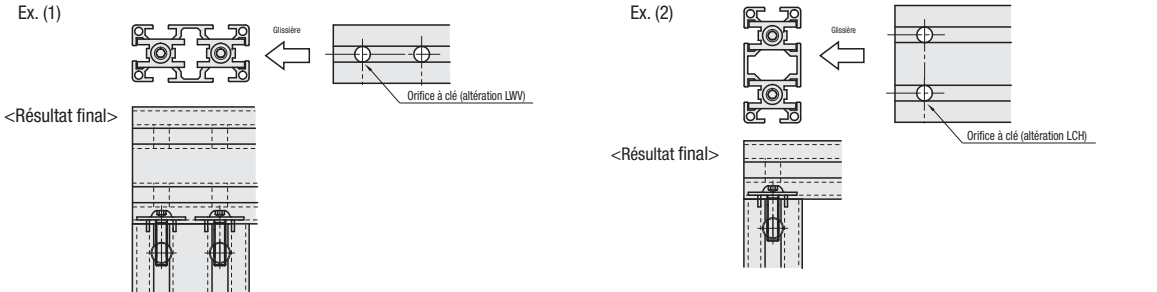 Ex. (1)
Glissière
Orifice à clé (altération LWV)
<Résultat final>
Ex. (2)
Glissière
Orifice à clé (altération LCH)
<Résultat final>